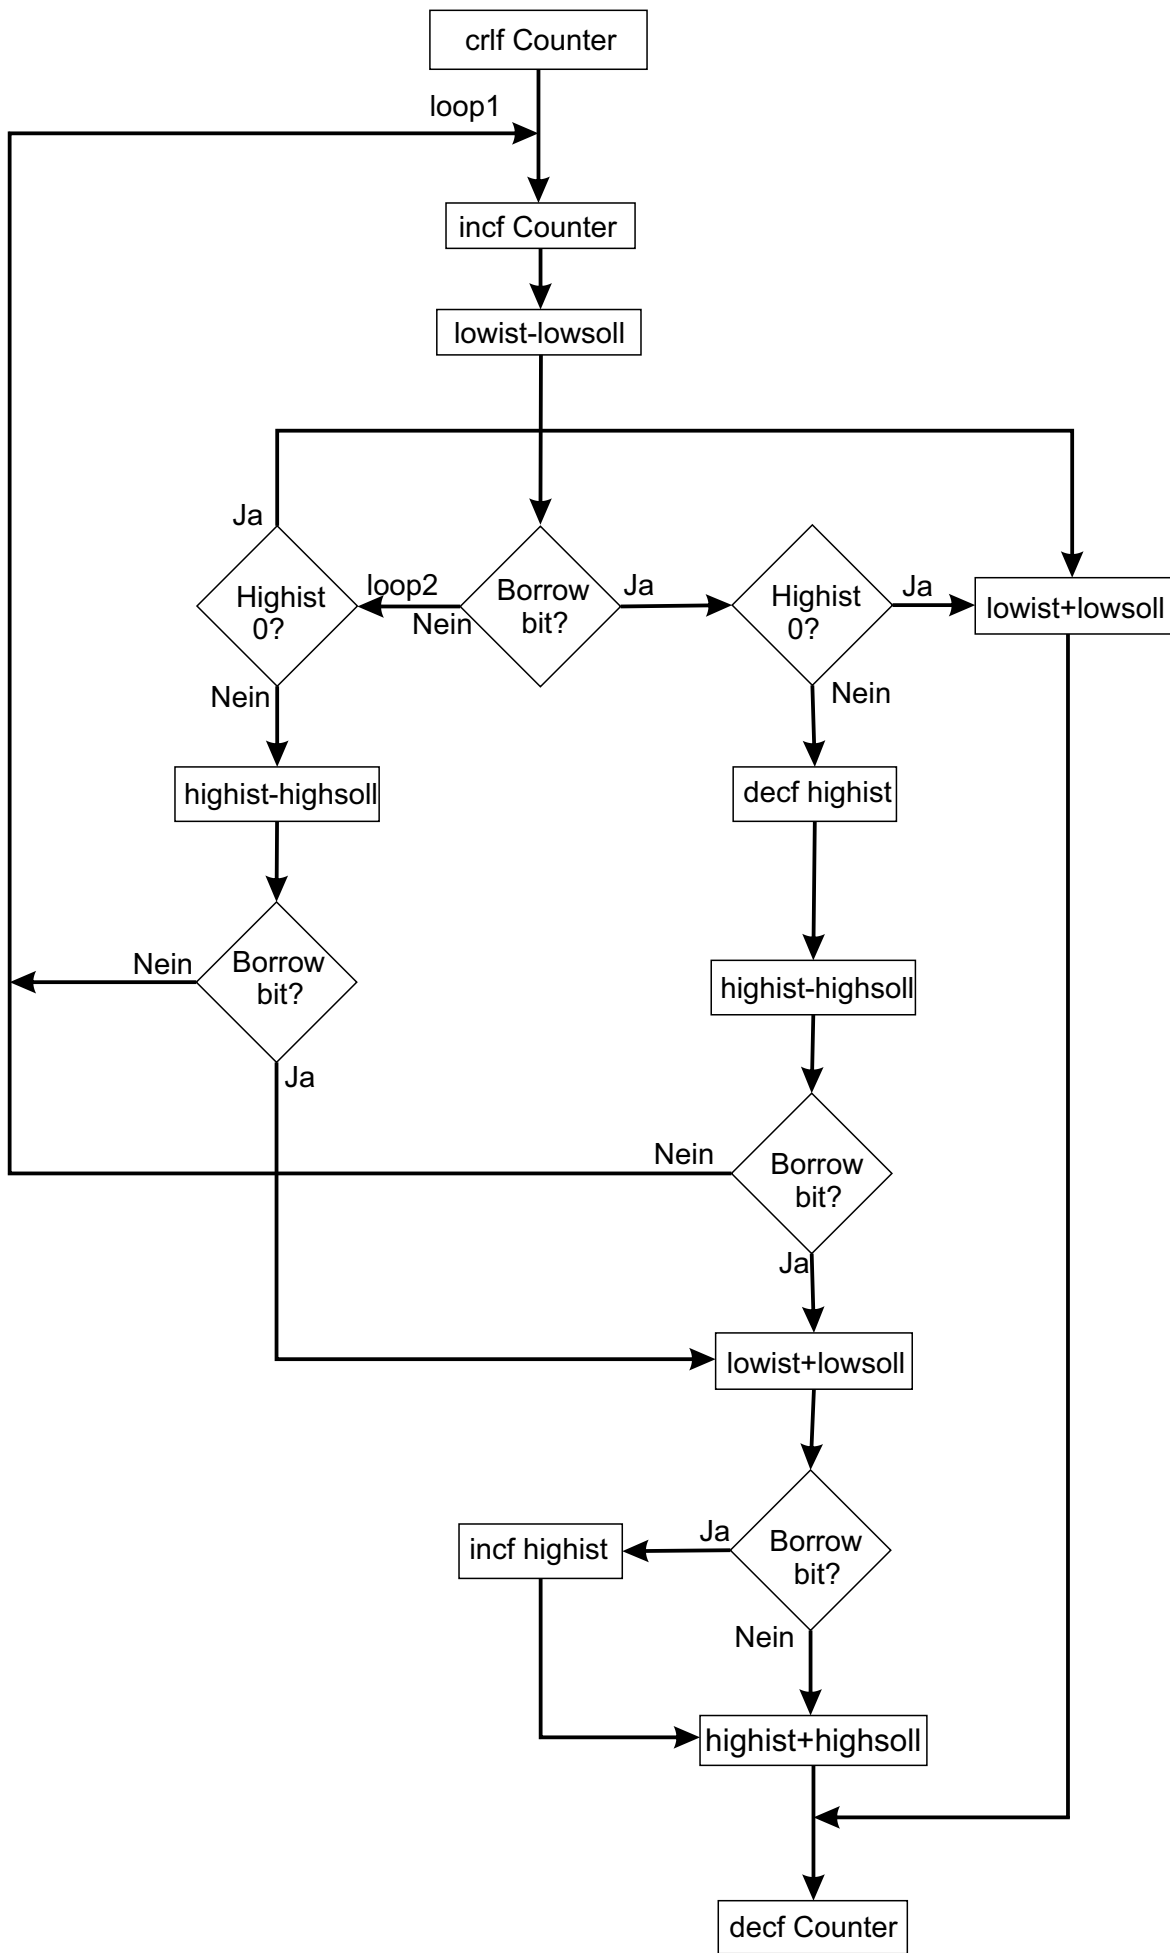 crlf Counter
loop1
incf Counter
lowist-lowsoll
Ja
Highist
0?
loop2
Nein
Borrow
bit?
Ja
Highist
0?
Ja
lowist+lowsoll
Nein
Nein
highist-highsoll
decf highist
Nein
Borrow
bit?
Ja
highist-highsoll
Nein
Borrow
bit?
Ja
lowist+lowsoll
incf highist
Ja
Borrow
bit?
Nein
highist+highsoll
decf Counter